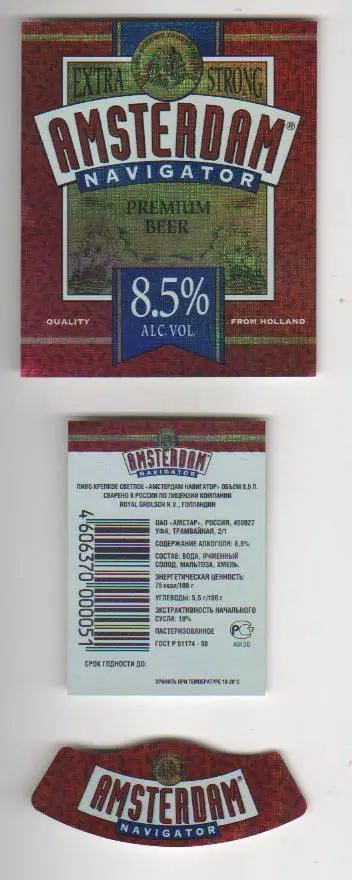 EXTRA STRONG
AMSTERDAM®
NAVIGATOR
PREMIUM
BEER
8.5%
ALC. VOL.
QUALITY FROM HOLLAND
AMSTERDAM
NAVIGATOR
ПИВО КРЕПКОЕ СВЕТЛОЕ «АМСТЕРДАМ НАВИГАТОР» ОБЪЕМ 0,5 Л.
СВАРЕНО В РОССИИ ПО ЛИЦЕНЗИИ КОМПАНИИ
ROYAL GROLSCH N.V., ГОЛЛАНДИЯ
4606370000051
ОАО «АМСТАР», РОССИЯ, 450027
УФА, ТРАМВАЙНАЯ, 2/1
СОДЕРЖАНИЕ АЛКОГОЛЯ: 8,5%
СОСТАВ: ВОДА, ЯЧМЕННЫЙ
СОЛОД, МАЛЬТОЗА, ХМЕЛЬ.
ЭНЕРГЕТИЧЕСКАЯ ЦЕННОСТЬ:
75 ккал/100 г
УГЛЕВОДЫ: 5,5 г/100 г
ЭКСТРАКТИВНОСТЬ НАЧАЛЬНОГО
СУСЛА: 19%
ПАСТЕРИЗОВАННОЕ
ГОСТ Р 51174 - 98
АЯ36
СРОК ГОДНОСТИ ДО:
ХРАНИТЬ ПРИ ТЕМПЕРАТУРЕ 10-20°С
AMSTERDAM®
NAVIGATOR